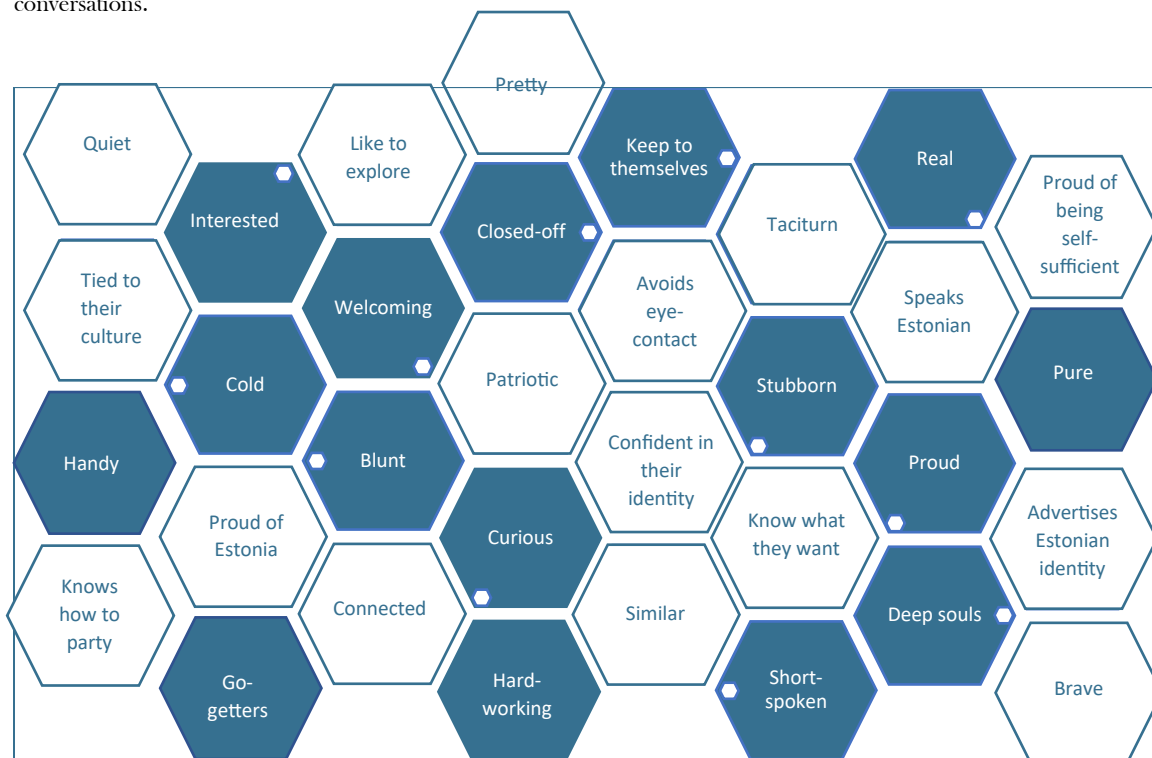 conversations.
Pretty
Quiet
Like to
explore
Keep to
themselves
Real
Proud of
being
self-
sufficient
Interested
Closed-off
Taciturn
Tied to
their
culture
Welcoming
Avoids
eye-
contact
Speaks
Estonian
Cold
Patriotic
Stubborn
Pure
Handy
Blunt
Confident in
their
identity
Proud
Proud of
Estonia
Curious
Know what
they want
Advertises
Estonian
identity
Knows
how to
party
Connected
Similar
Deep souls
Go-
getters
Hard-
working
Short-
spoken
Brave